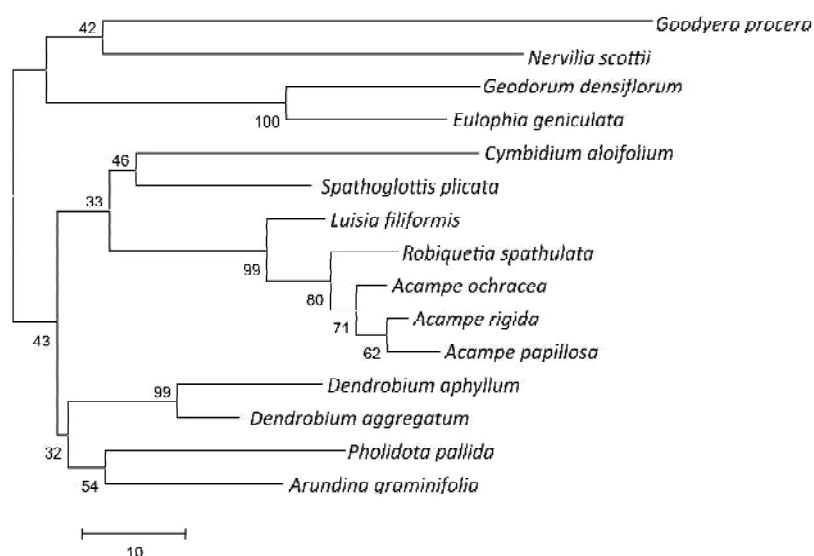 42
Goodyera procera
Nervilia scottii
Geodorum densiflorum
100
Eulophia geniculata
46
Cymbidium aloifolium
Spathoglottis plicata
33
Luisia filiformis
99
Robiquetia spathulata
80
Acampe ochracea
71
Acampe rigida
62
Acampe papillosa
43
99
Dendrobium aphyllum
Dendrobium aggregatum
32
Pholidota pallida
54
Arundina graminifolia
10